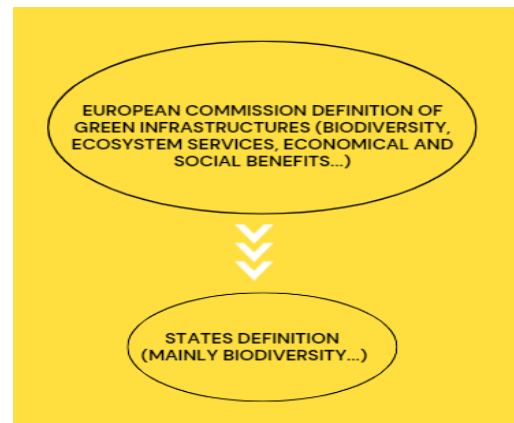 EUROPEAN COMMISSION DEFINITION OF
GREEN INFRASTRUCTURES (BIODIVERSITY,
ECOSYSTEM SERVICES, ECONOMICAL AND
SOCIAL BENEFITS...)
STATES DEFINITION
(MAINLY BIODIVERSITY...)